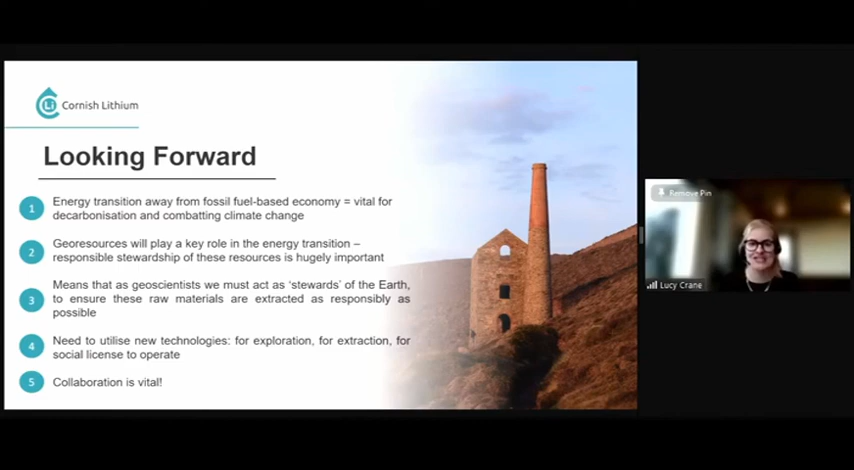 Li
Cornish Lithium
Looking Forward
1
Energy transition away from fossil fuel-based economy = vital for
decarbonisation and combatting climate change
2
Georesources will play a key role in the energy transition –
responsible stewardship of these resources is hugely important
3
Means that as geoscientists we must act as ‘stewards’ of the Earth,
to ensure these raw materials are extracted as responsibly as
possible
4
Need to utilise new technologies: for exploration, for extraction, for
social license to operate
5
Collaboration is vital!
Remove Pin
Lucy Crane